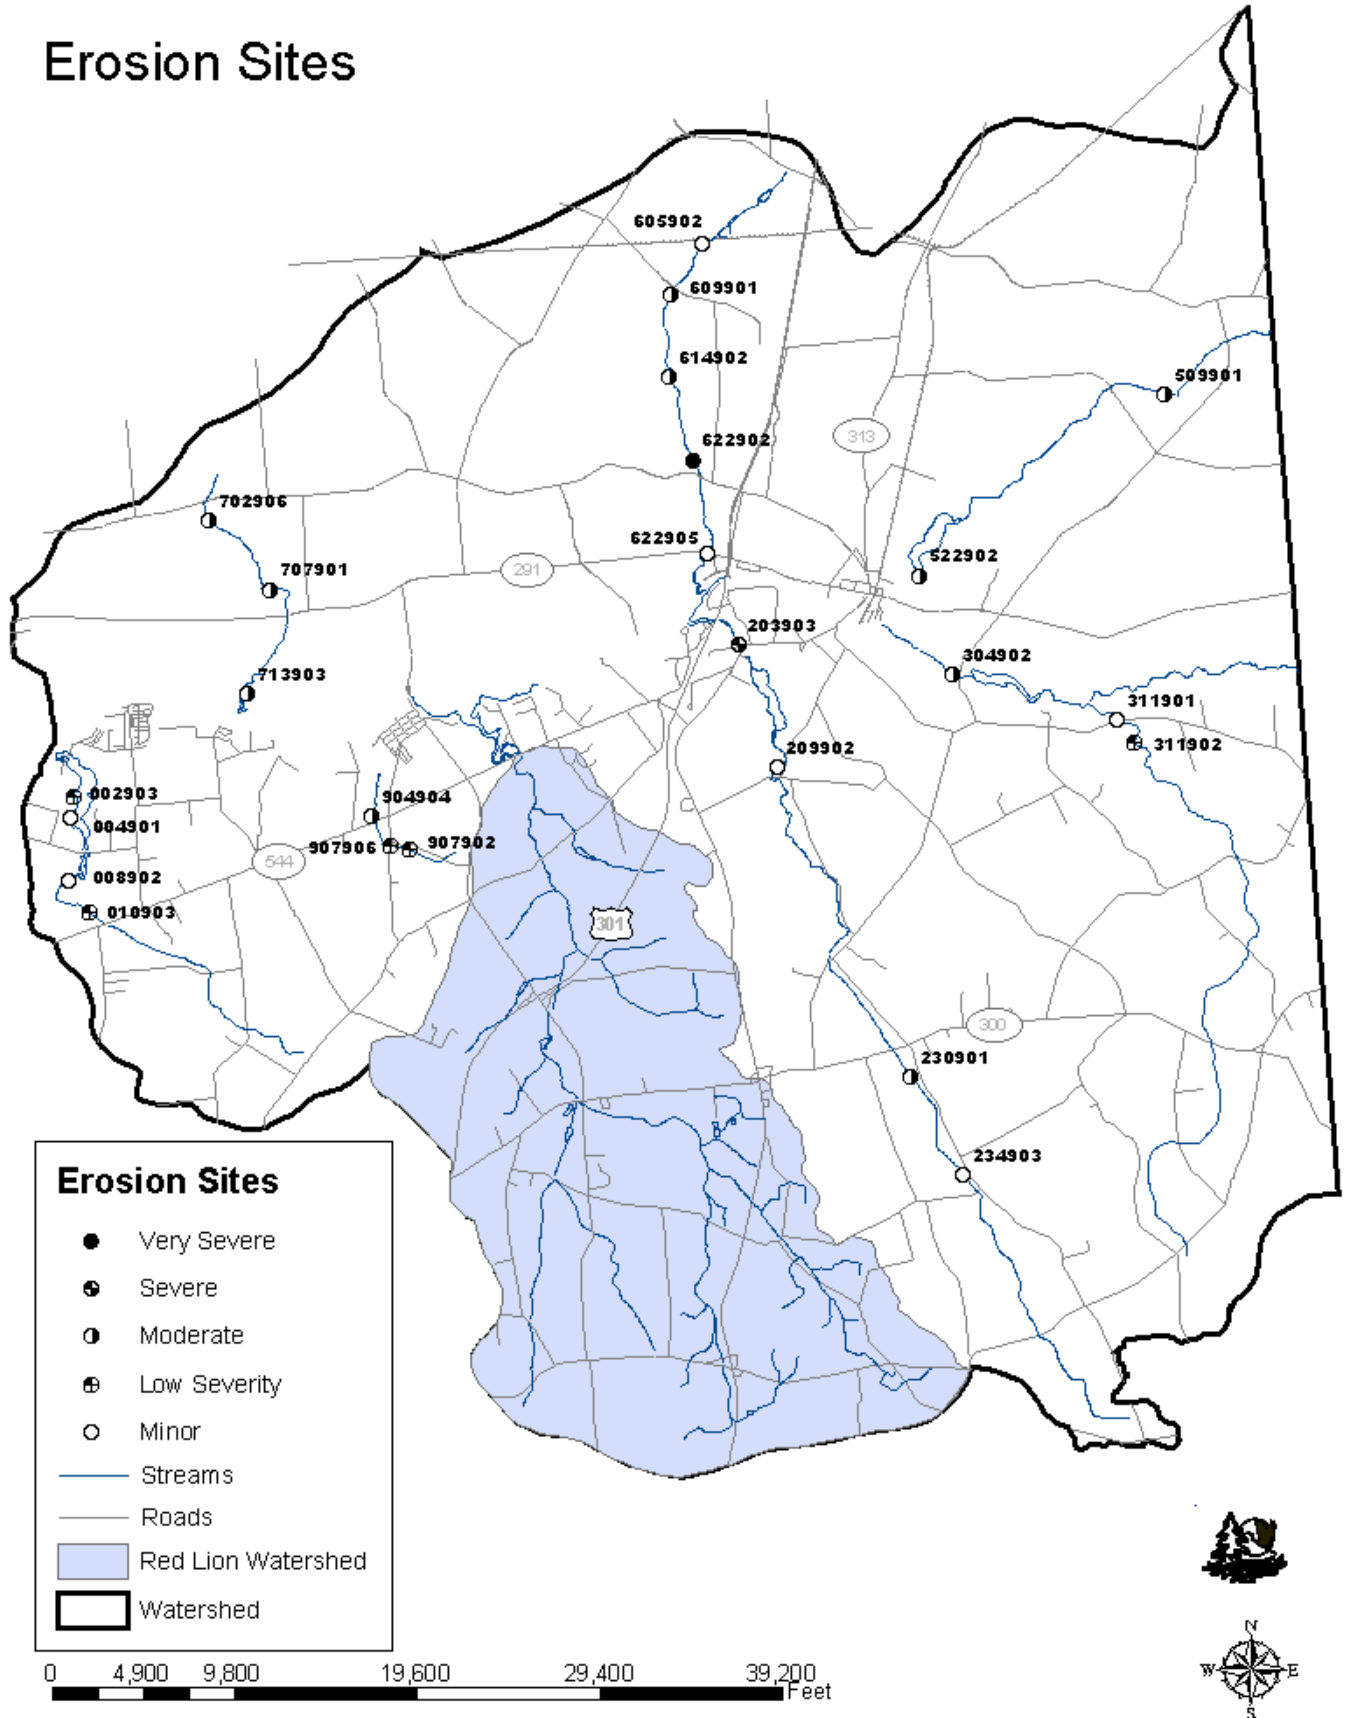 Erosion Sites
605902
609901
614902
509901
313
622902
702906
622905
522902
291
707901
203903
304902
713903
311901
311902
209902
002903
904904
004901
907906
907902
544
008902
010903
301
300
230901
234903
Erosion Sites
Very Severe
Severe
Moderate
Low Severity
Minor
Streams
Roads
Red Lion Watershed
Watershed
0 4,900 9,800 19,600 29,400 39,200
Feet
N
W E
S